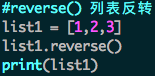 #reverse() 列表反转
list1 = [1,2,3]
list1.reverse()
print(list1)